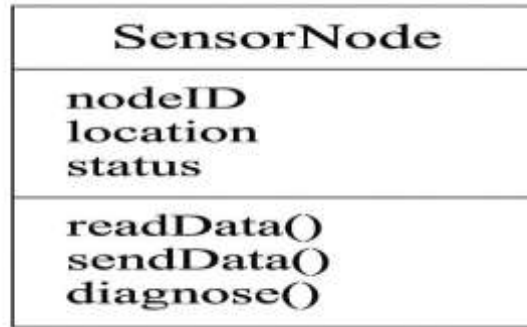 SensorNode
nodeID
location
status
readData()
sendData()
diagnose()